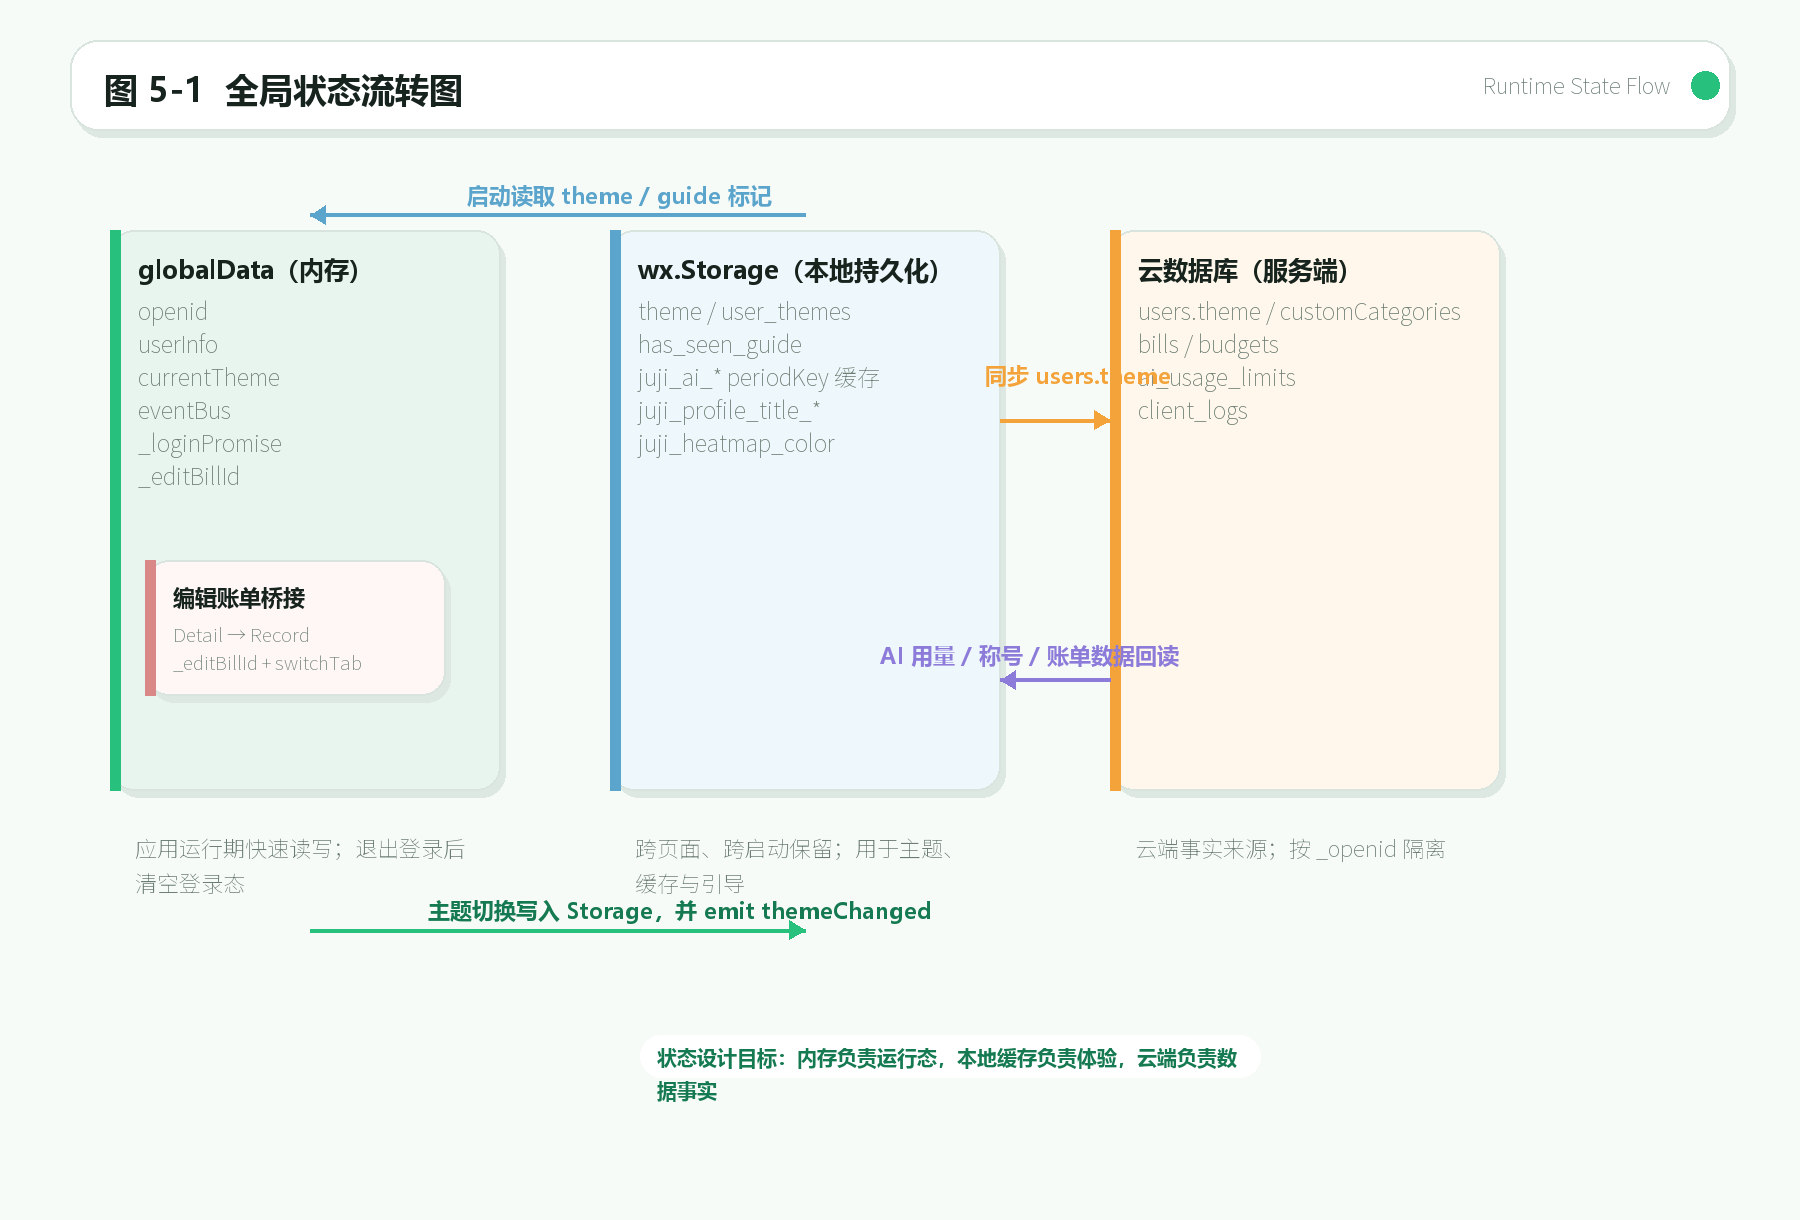 图 5-1 全局状态流转图
Runtime State Flow
启动读取 theme / guide 标记
globalData（内存）
openid
userInfo
currentTheme
eventBus
_loginPromise
_editBillId
编辑账单桥接
Detail → Record
_editBillId + switchTab
wx.Storage（本地持久化）
theme / user_themes
has_seen_guide
juji_ai_* periodKey 缓存
juji_profile_title_*
juji_heatmap_color
同步 users.theme
AI 用量 / 称号 / 账单数据回读
云数据库（服务端）
users.theme / customCategories
bills / budgets
ai_usage_limits
client_logs
应用运行期快速读写；退出登录后
清空登录态
跨页面、跨启动保留；用于主题、
缓存与引导
云端事实来源；按 _openid 隔离
主题切换写入 Storage，并 emit themeChanged
状态设计目标：内存负责运行态，本地缓存负责体验，云端负责数
据事实